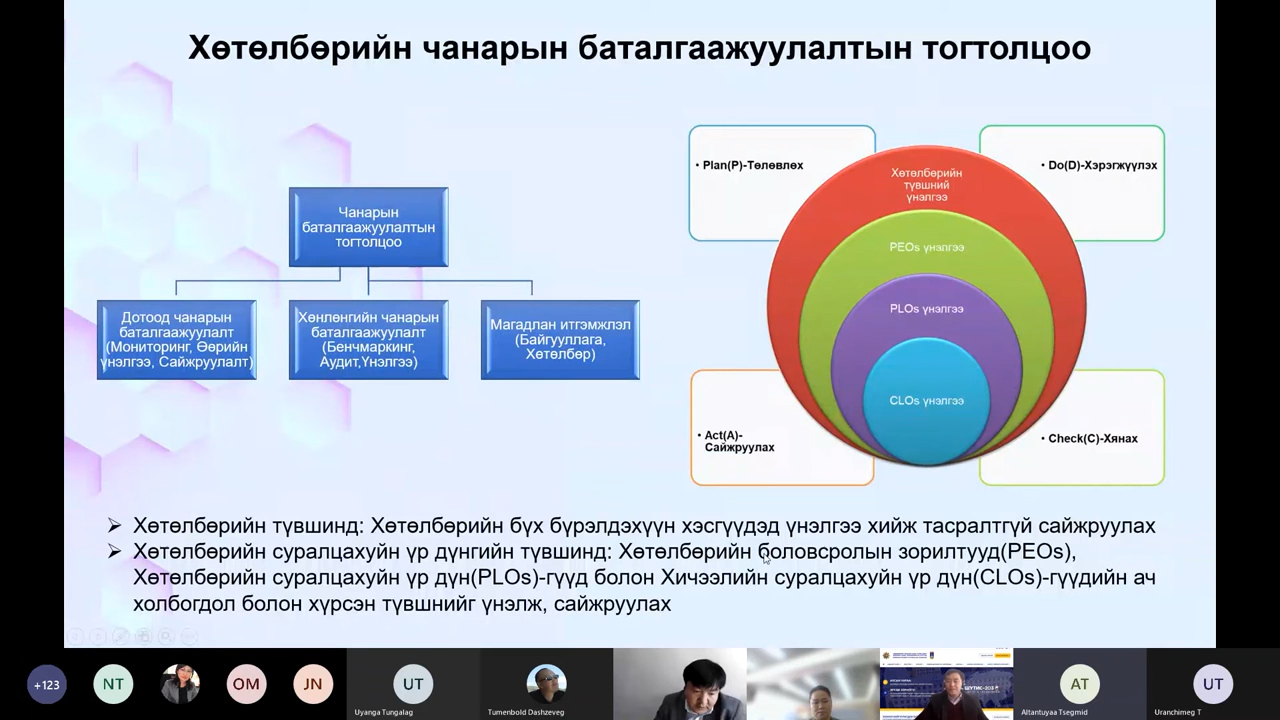 Хөтөлбөрийн чанарын баталгаажуулалтын тогтолцоо
Чанарын
баталгаажуулалтын
тогтолцоо
Дотоод чанарын
баталгаажуулалт
(Мониторинг, Өөрийн
үнэлгээ, Сайжруулалт)
Хөнлөнгийн чанарын
баталгаажуулалт
(Бенчмаркинг,
Аудит,Үнэлгээ)
Магадлан итгэмжлэл
(Байгууллага,
Хөтөлбөр)
• Plan(P)-Төлөвлөх
• Do(D)-Хэрэгжүүлэх
Хөтөлбөрийн
түвшний
үнэлгээ
PEOs үнэлгээ
PLOs үнэлгээ
CLOs үнэлгээ
• Act(A)-
Сайжруулах
• Check(C)-Хянах
➢ Хөтөлбөрийн түвшинд: Хөтөлбөрийн бүх бүрэлдэхүүн хэсгүүдэд үнэлгээ хийж тасралтгүй сайжруулах
➢ Хөтөлбөрийн суралцахуйн үр дүнгийн түвшинд: Хөтөлбөрийн боловсролын зорилтууд(PEOs),
Хөтөлбөрийн суралцахуйн үр дүн(PLOs)-гүүд болон Хичээлийн суралцахуйн үр дүн(CLOs)-гүүдийн ач
холбогдол болон хүрсэн түвшнийг үнэлж, сайжруулах
+123
NT
OM
JN
UT
Uyanga Tungalag
Tumenbold Dashzeveg
AT
Altantuyaa Tsegmid
UT
Uranchimeg T